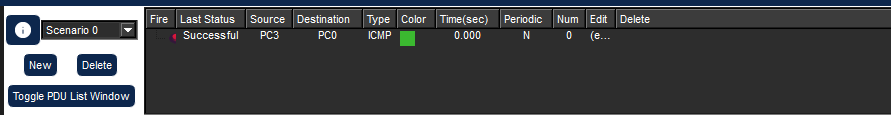 Fire Last Status Source Destination Type Color Time(sec) Periodic Num Edit Delete
Scenario 0
Successful PC3 PC0 ICMP 0.000 N 0 (e...
New Delete
Toggle PDU List Window